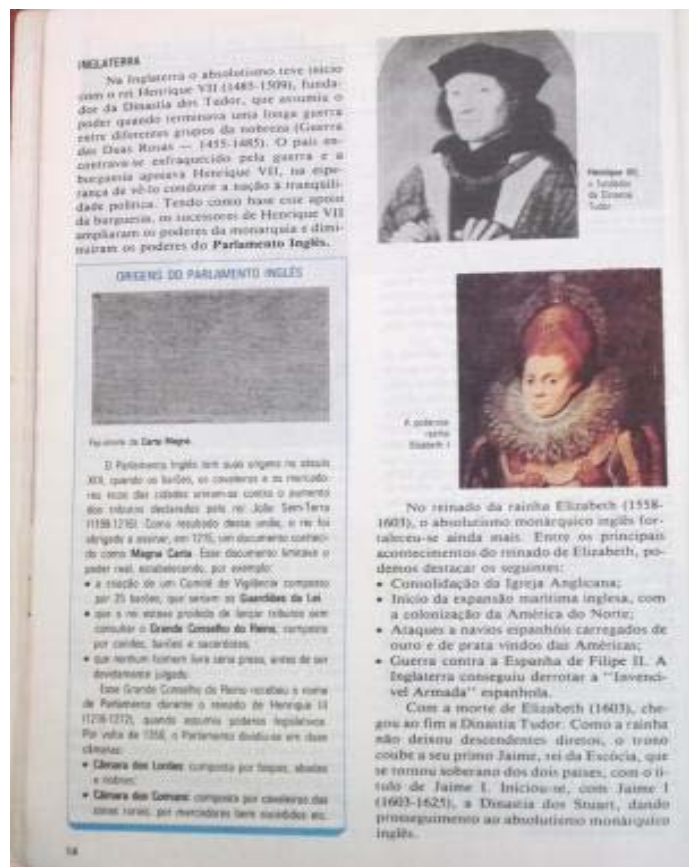 INGLATERRA
Na Inglaterra o absolutismo teve início
com o rei Henrique VII (1485-1509), funda-
dor da Dinastia dos Tudor, que assumiu o
poder quando terminava uma longa guerra
entre diferentes grupos da nobreza (Guerra
das Duas Rosas — 1455-1485). O país en-
contrava-se enfraquecido pela guerra e a
burguesia apoiava Henrique VII, na espe-
rança de vê-lo conduzir a nação à tranqüili-
dade política. Tendo como base esse apoio
da burguesia, os sucessores de Henrique VII
ampliaram os poderes da monarquia e dimi-
nuíram os poderes do Parlamento Inglês.
ORIGENS DO PARLAMENTO INGLÊS
Fac-símile da Carta Magna.
O Parlamento Inglês tem suas origens no século
XIII, quando os barões, os cavaleiros e os mercado-
res ricos das cidades uniram-se contra o aumento
dos tributos declarados pelo rei João Sem-Terra
(1199-1216). Como resultado dessa união, o rei foi
obrigado a assinar, em 1215, um documento conheci-
do como Magna Carta. Esse documento limitava o
poder real, estabelecendo, por exemplo:
• a criação de um Comitê de Vigilância composto
por 25 barões, que seriam os Guardiães da Lei
• que o rei estava proibido de lançar tributos sem
consultar o Grande Conselho do Reino, composto
por condes, barões e sacerdotes;
• que nenhum homem livre seria preso, antes de ser
devidamente julgado.
Esse Grande Conselho do Reino recebeu o nome
de Parlamento durante o reinado de Henrique III
quando assumiu poderes legislativos.
Por volta de 1350, o Parlamento dividiu-se em duas
câmaras:
• Câmara dos Lordes: composta por bispos, abades
e nobres;
• Câmara dos Comuns: composta por cavaleiros das
zonas rurais, por mercadores bem sucedidos etc.
Henrique VII,
o fundador
da Dinastia
Tudor
A poderosa
rainha
Elizabeth I
No reinado da rainha Elizabeth (1558-
1603), o absolutismo monárquico inglês for-
taleceu-se ainda mais. Entre os principais
acontecimentos do reinado de Elizabeth, po-
demos destacar os seguintes:
• Consolidação da Igreja Anglicana;
• Início da expansão marítima inglesa, com
a colonização da América do Norte;
• Ataques a navios espanhóis carregados de
ouro e de prata vindos das Américas;
• Guerra contra a Espanha de Filipe II. A
Inglaterra conseguiu derrotar a "Invencí-
vel Armada" espanhola.
Com a morte de Elizabeth (1603), che-
gou ao fim a Dinastia Tudor. Como a rainha
não deixou descendentes diretos, o trono
coube a seu primo Jaime, rei da Escócia, que
se tornou soberano dos dois países, com o tí-
tulo de Jaime I. Iniciou-se, com Jaime I
(1603-1625), a Dinastia dos Stuart, dando
prosseguimento ao absolutismo monárquico
inglês.